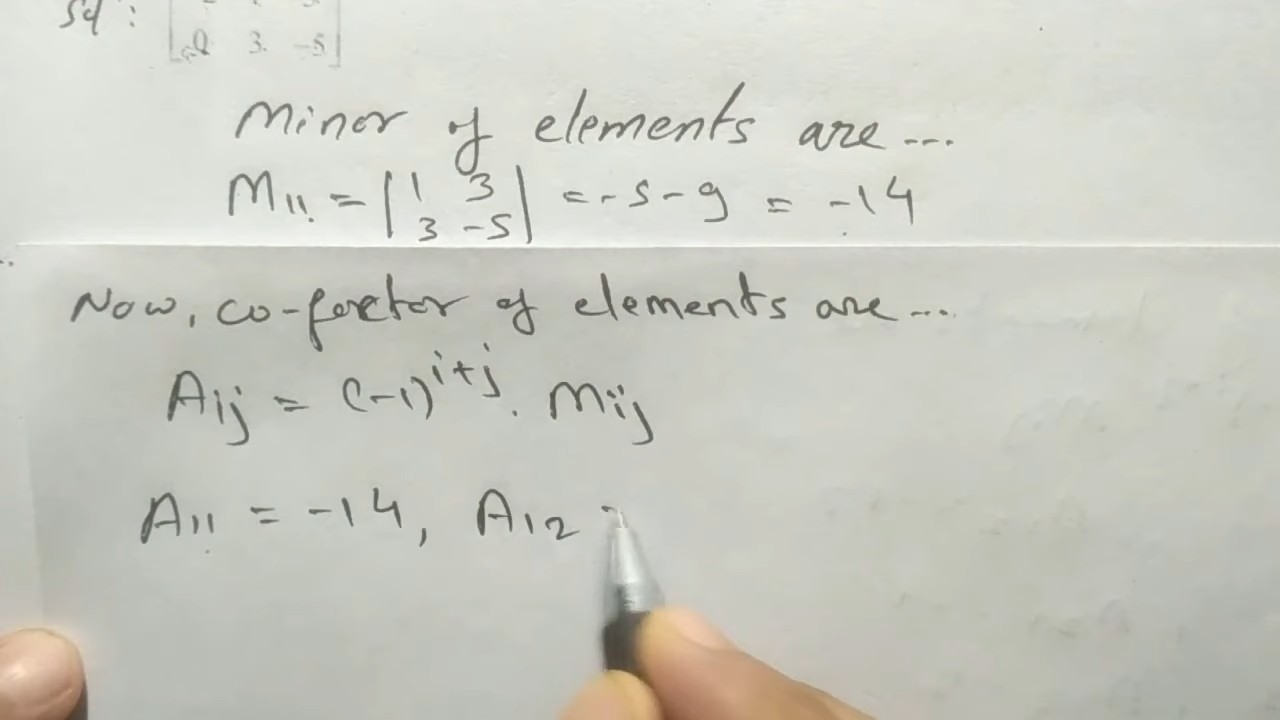 Sol :
0 3 -5
Minor of elements are...
M₁₁ = |1 3| = -5-9 = -14
|3 -5|
Now, co-factor of elements are...
Aij = (-1)^i+j . Mij
A₁₁ = -14, A₁₂ =